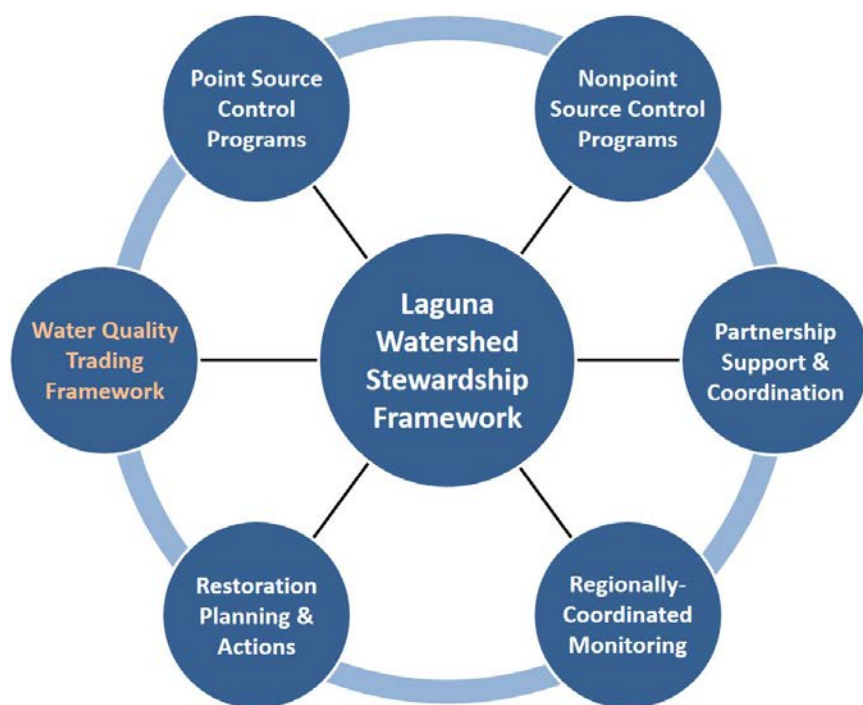 Point Source
Control
Programs
Nonpoint
Source Control
Programs
Water Quality
Trading
Framework
Laguna
Watershed
Stewardship
Framework
Partnership
Support &
Coordination
Restoration
Planning &
Actions
Regionally-
Coordinated
Monitoring